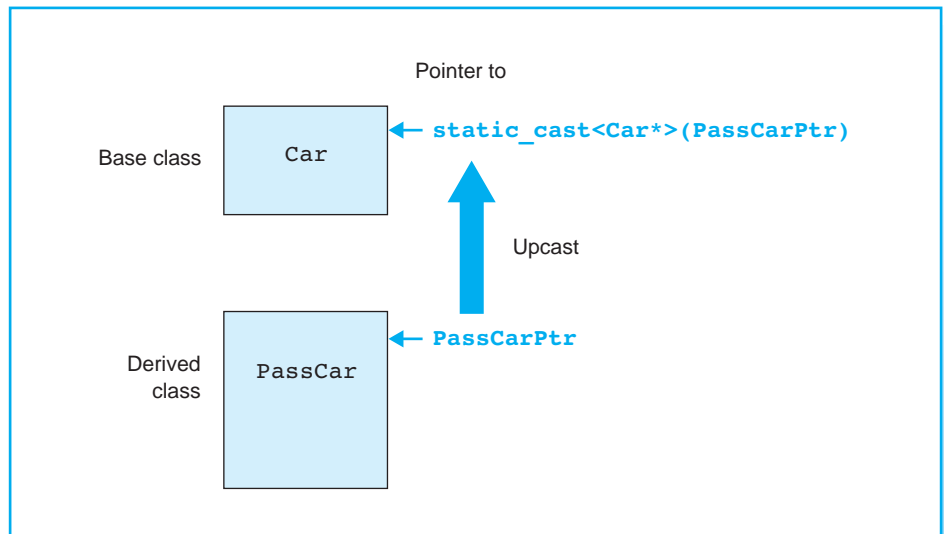 Pointer to
static_cast<Car*>(PassCarPtr)
Base class
Car
Upcast
PassCarPtr
Derived
class
PassCar